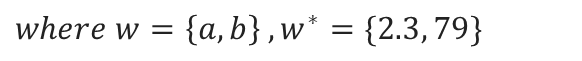 where w = {a, b} , w* = {2.3, 79}